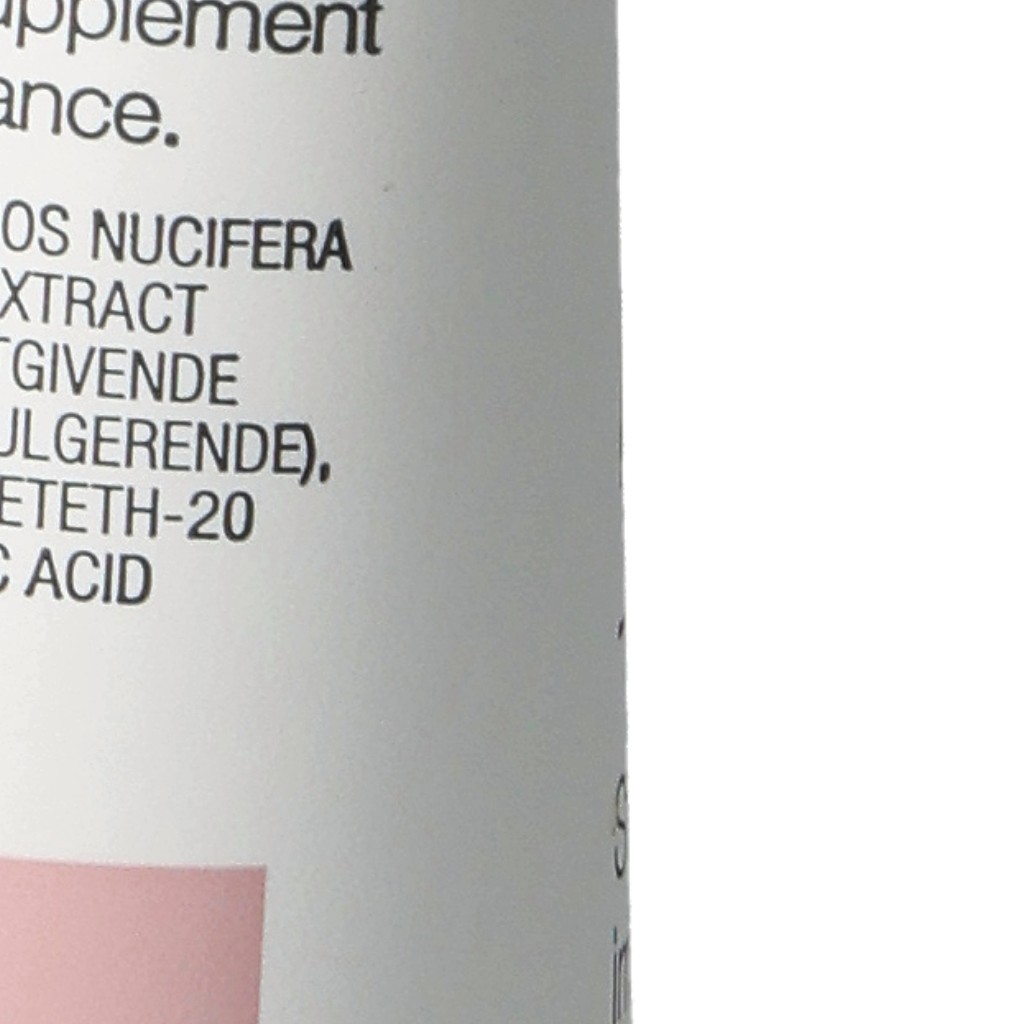 upplement
ance.
OS NUCIFERA
XTRACT
TGIVENDE
ULGERENDE),
ETETH-20
C ACID